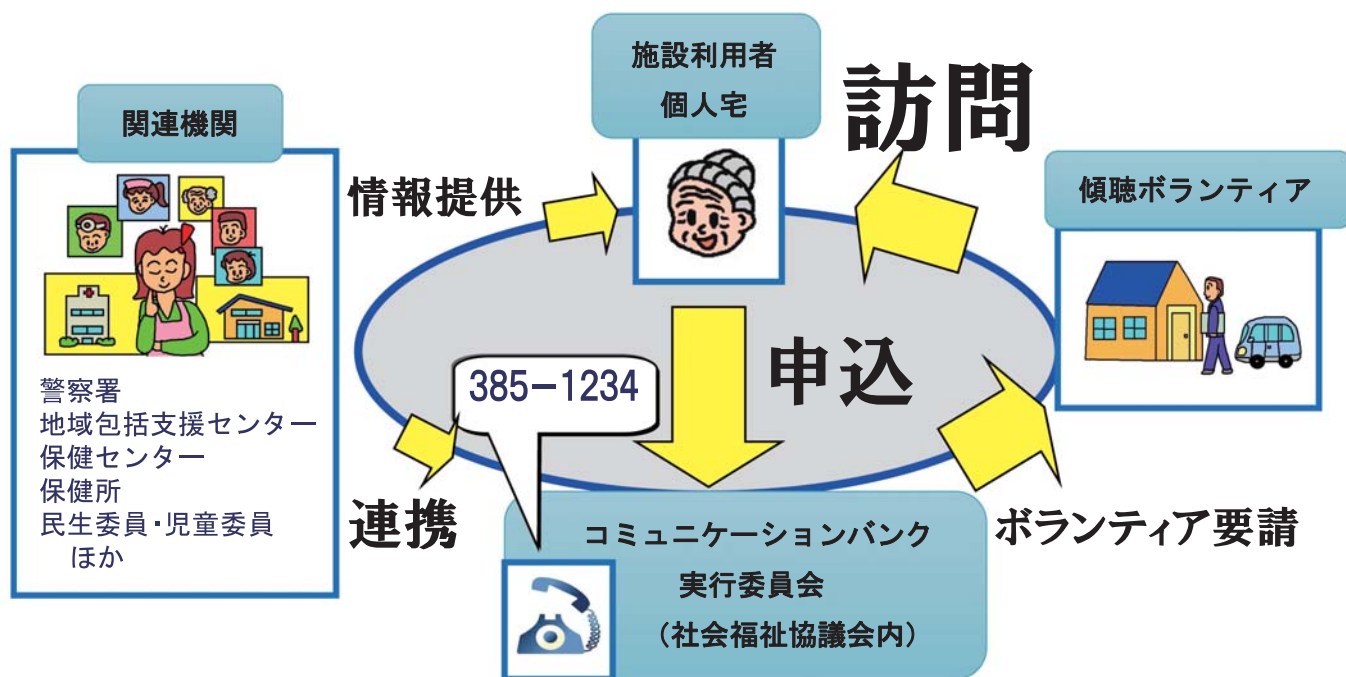 施設利用者
個人宅
訪問
関連機関
情報提供
傾聴ボランティア
警察署
地域包括支援センター
保健センター
保健所
民生委員・児童委員
ほか
385-1234
申込
連携
ボランティア要請
コミュニケーションバンク
実行委員会
（社会福祉協議会内）